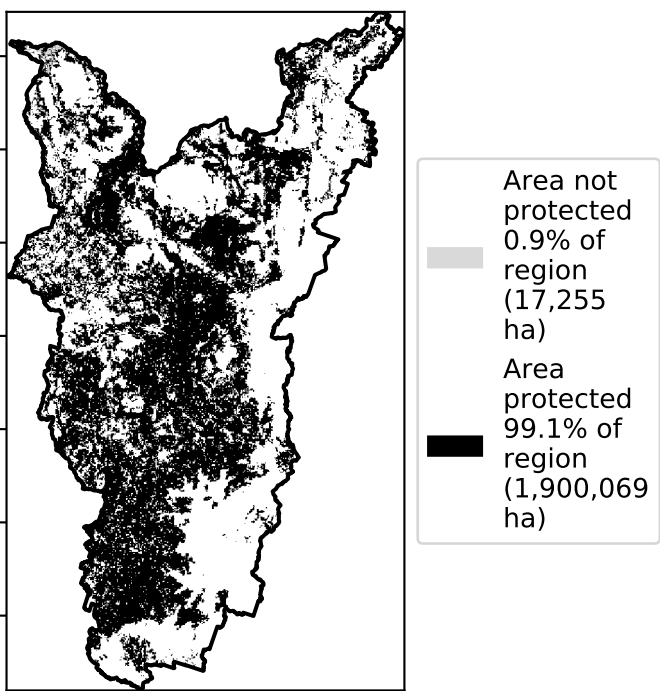 Area not
protected
0.9% of
region
(17,255
ha)
Area
protected
99.1% of
region
(1,900,069
ha)